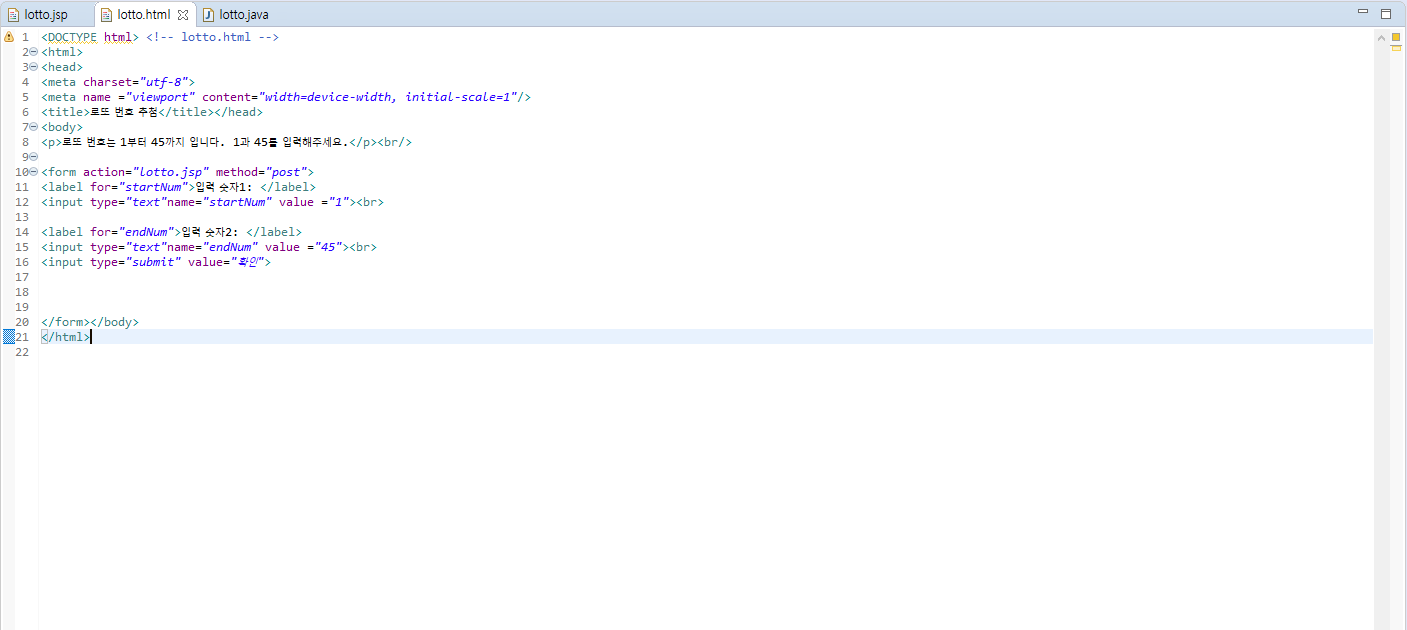 lotto.jsp lotto.html lotto.java
1 <DOCTYPE html> <!-- lotto.html -->
2 <html>
3 <head>
4 <meta charset="utf-8">
5 <meta name ="viewport" content="width=device-width, initial-scale=1"/>
6 <title>로또 번호 추첨</title></head>
7 <body>
8 <p>로또 번호는 1부터 45까지 입니다. 1과 45를 입력해주세요.</p><br/>
9
10 <form action="lotto.jsp" method="post">
11 <label for="startNum">입력 숫자1: </label>
12 <input type="text"name="startNum" value ="1"><br>
13
14 <label for="endNum">입력 숫자2: </label>
15 <input type="text"name="endNum" value ="45"><br>
16 <input type="submit" value="확인">
17
18
19
20 </form></body>
21 </html>
22